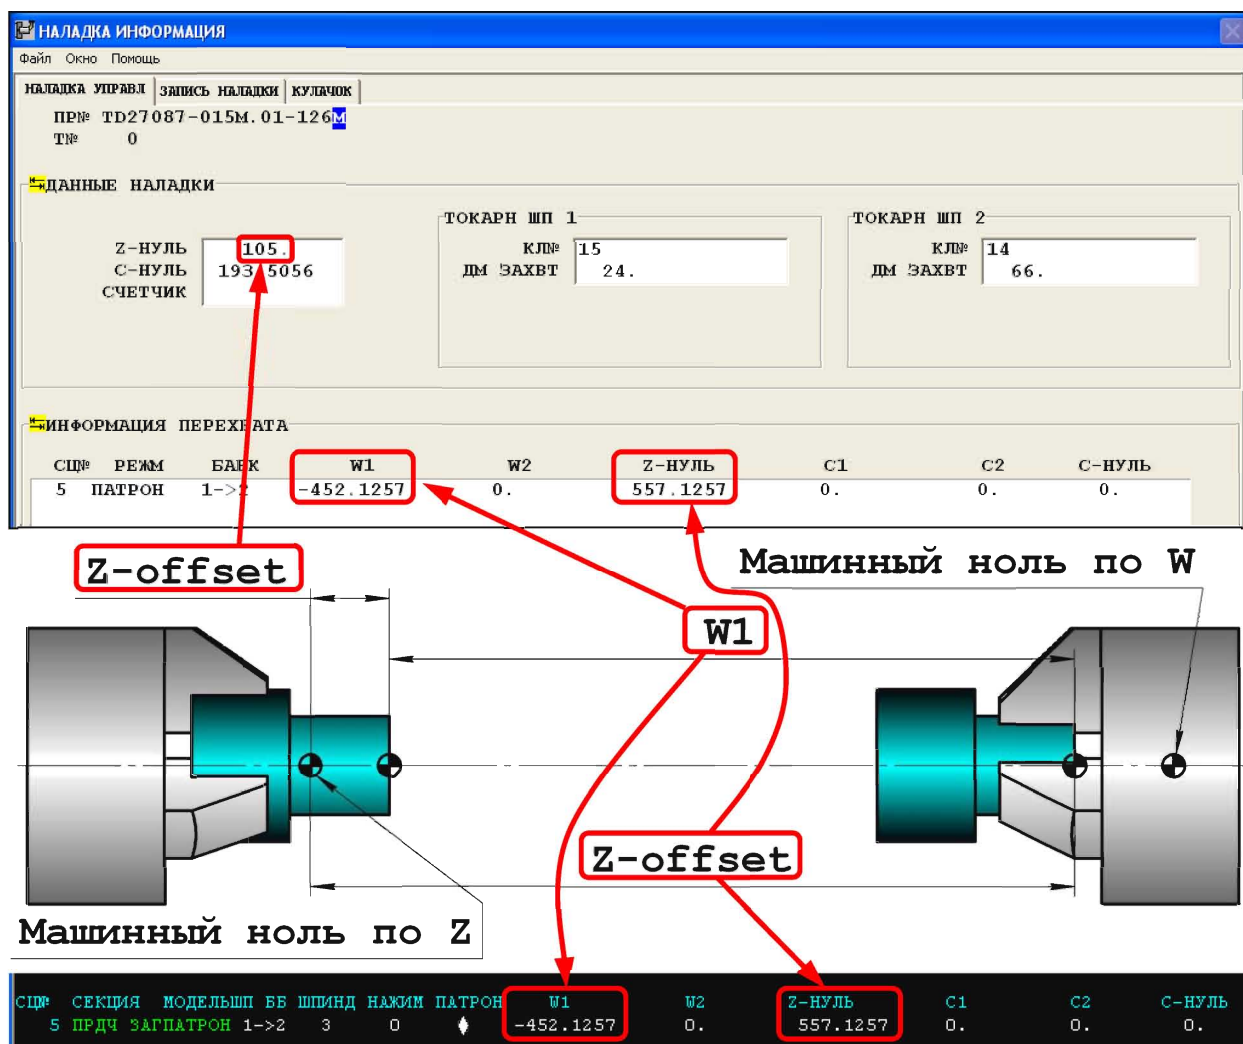 НАЛАДКА ИНФОРМАЦИЯ
Файл Окно Помощь
НАЛАДКА УПРАВЛ ЗАПИСЬ НАЛАДКИ КУЛАЧОК
ПР№ TD27087-015М.01-126М
Т№ 0
ДАННЫЕ НАЛАДКИ
ТОКАРН ШП 1 ТОКАРН ШП 2
Z-НУЛЬ 105. КЛ№ 15 КЛ№ 14
С-НУЛЬ 193.5056 ДМ ЗАХВТ 24. ДМ ЗАХВТ 66.
СЧЕТЧИК
ИНФОРМАЦИЯ ПЕРЕХВАТА
СЦ№ РЕЖМ БАБК W1 W2 Z-НУЛЬ C1 C2 С-НУЛЬ
5 ПАТРОН 1->2 -452.1257 0. 557.1257 0. 0. 0.
Z-offset
Машинный ноль по W
W1
Z-offset
Машинный ноль по Z
СЦ№ СЕКЦИЯ МОДЕЛЬШП ББ ШПИНД НАЖИМ ПАТРОН W1 W2 Z-НУЛЬ C1 C2 С-НУЛЬ
5 ПРДЧ ЗАГПАТРОН 1->2 3 0 ♦ -452.1257 0. 557.1257 0. 0. 0.